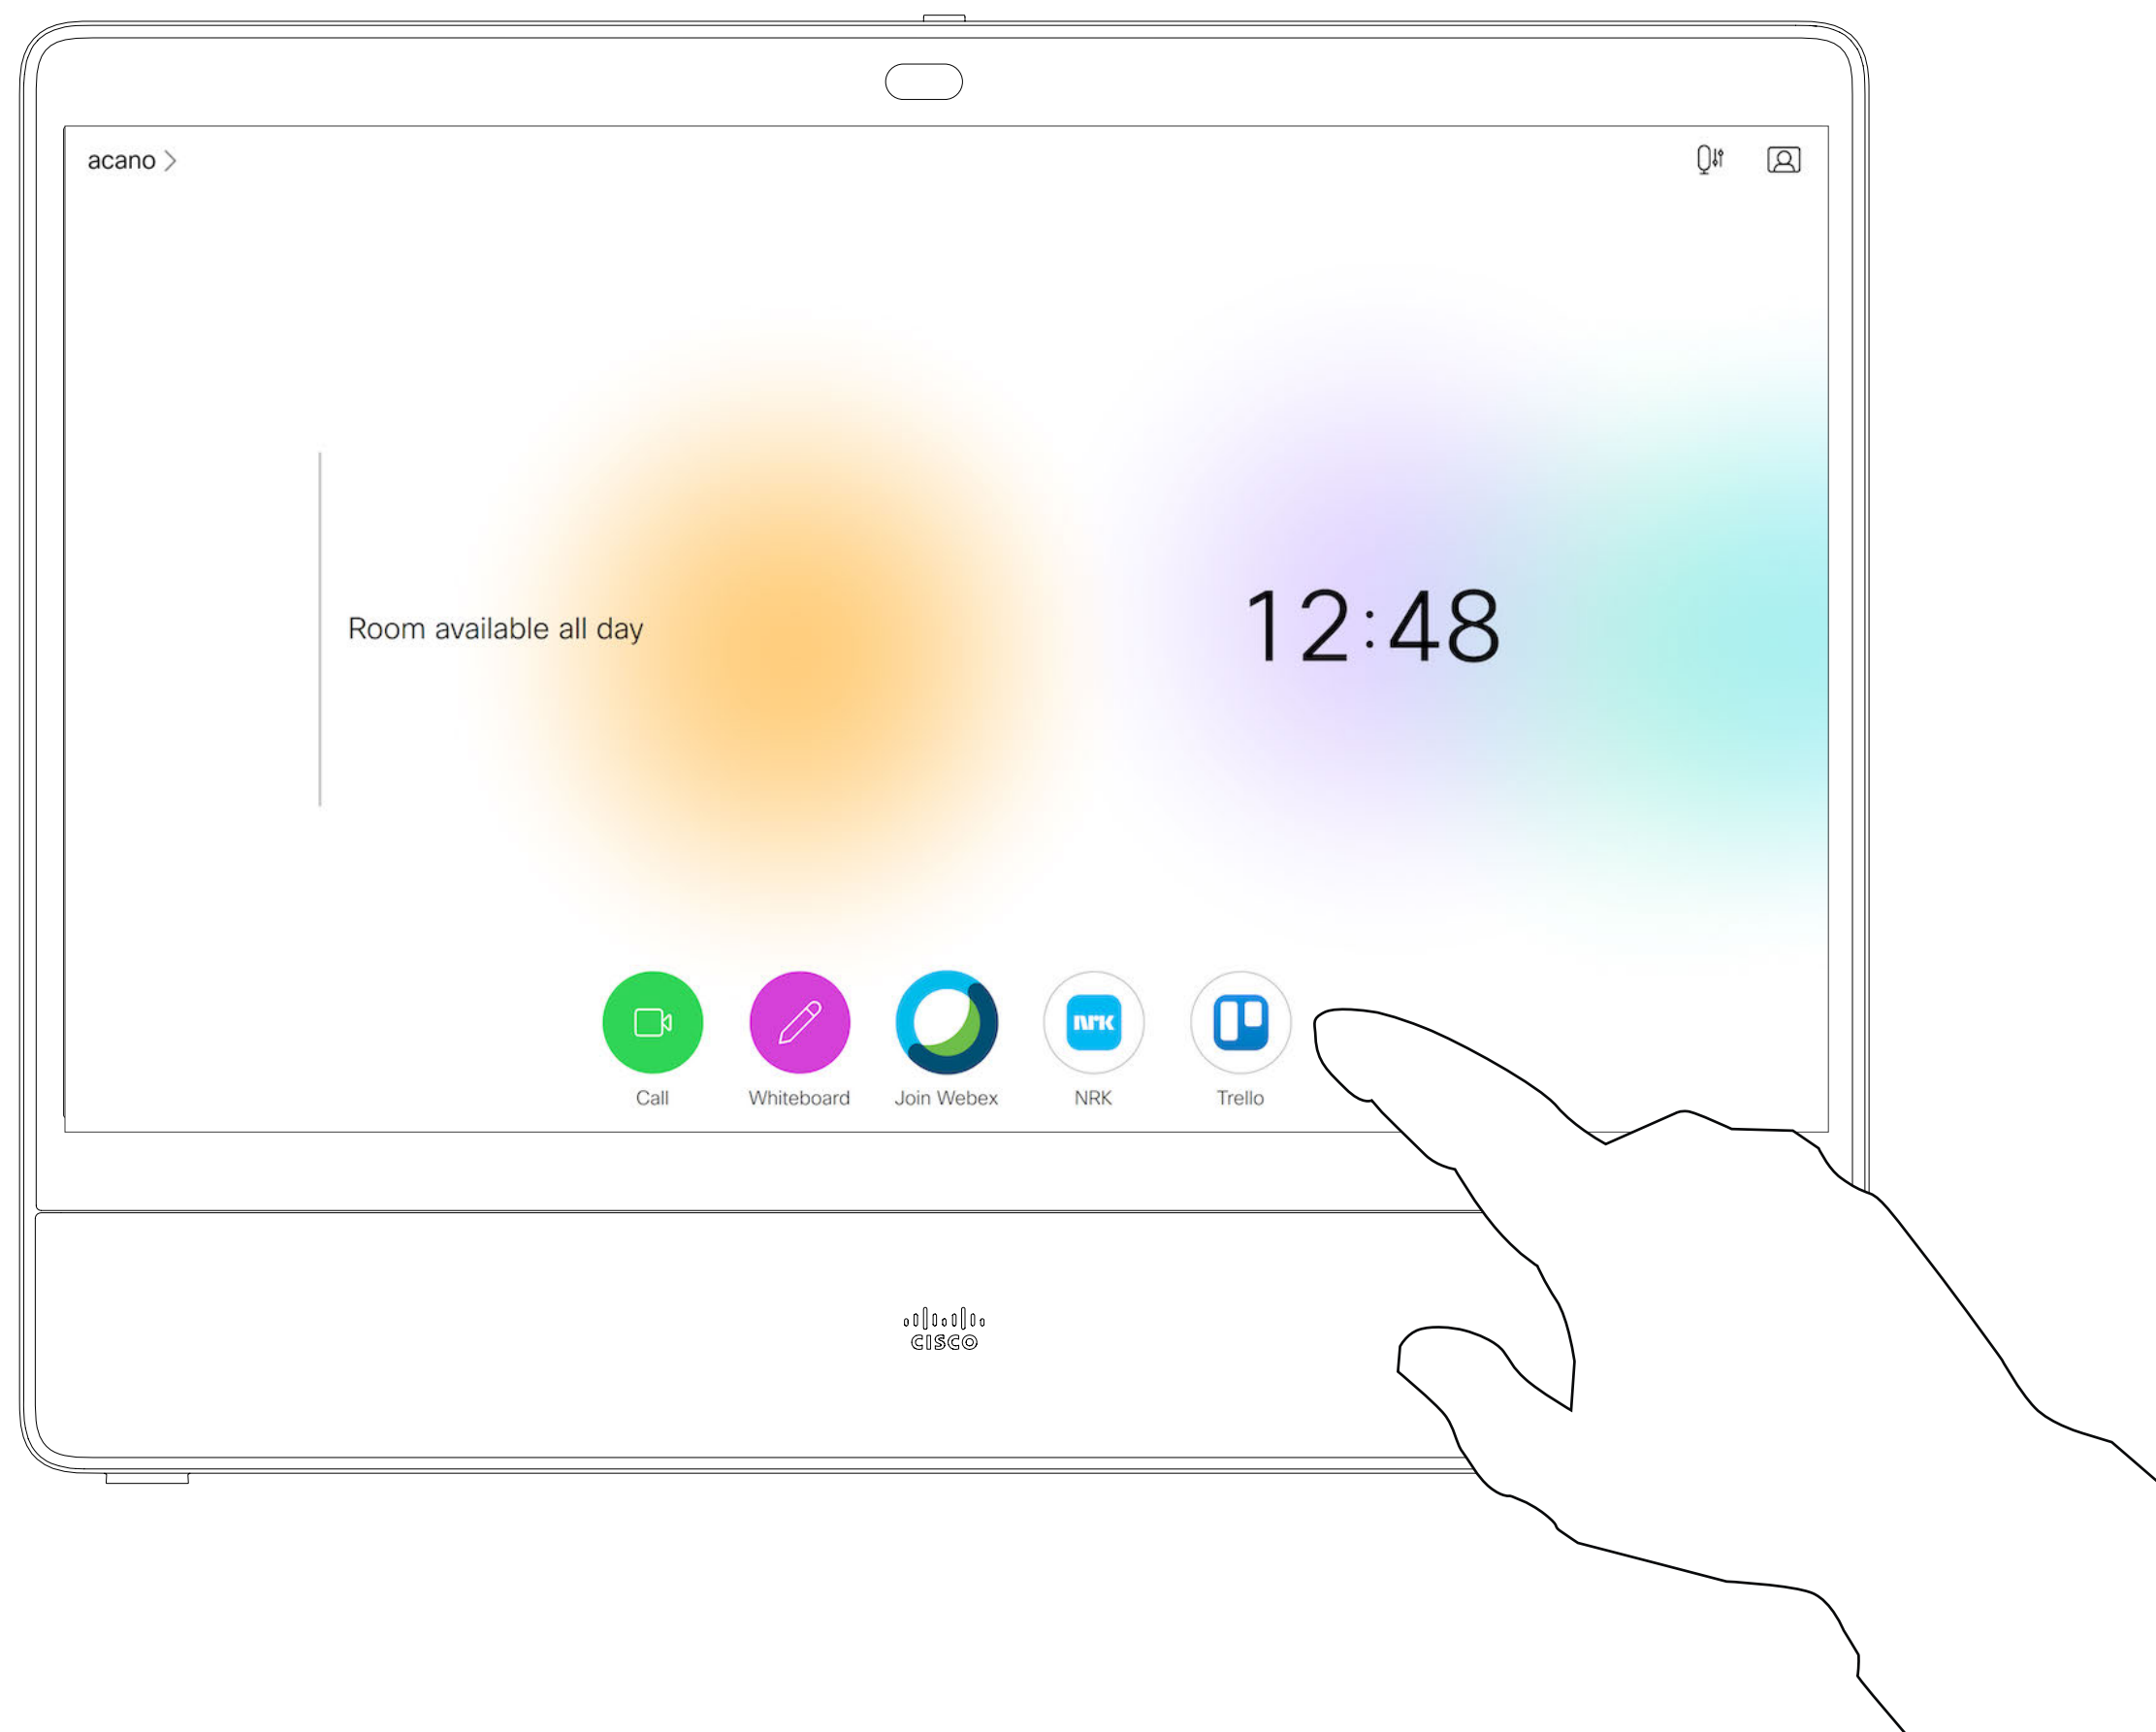 acano
Room available all day
12:48
nrk
Call
Whiteboard
Join Webex
NRK
Trello
CISCO